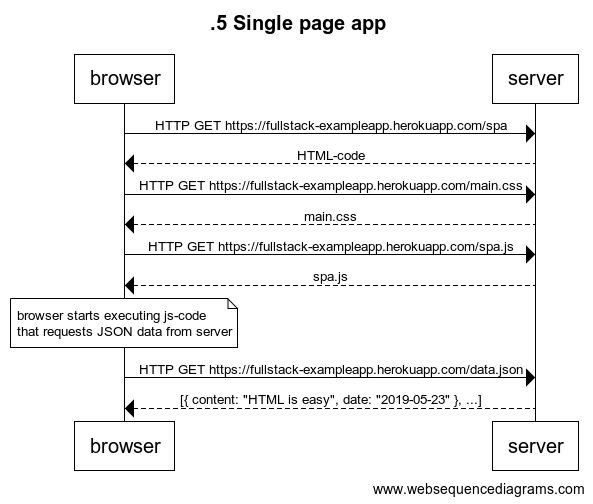 .5 Single page app
browser
server
HTTP GET https://fullstack-exampleapp.herokuapp.com/spa
HTML-code
HTTP GET https://fullstack-exampleapp.herokuapp.com/main.css
main.css
HTTP GET https://fullstack-exampleapp.herokuapp.com/spa.js
spa.js
browser starts executing js-code
that requests JSON data from server
HTTP GET https://fullstack-exampleapp.herokuapp.com/data.json
[{ content: "HTML is easy", date: "2019-05-23" }, ...]
browser
server
www.websequencediagrams.com